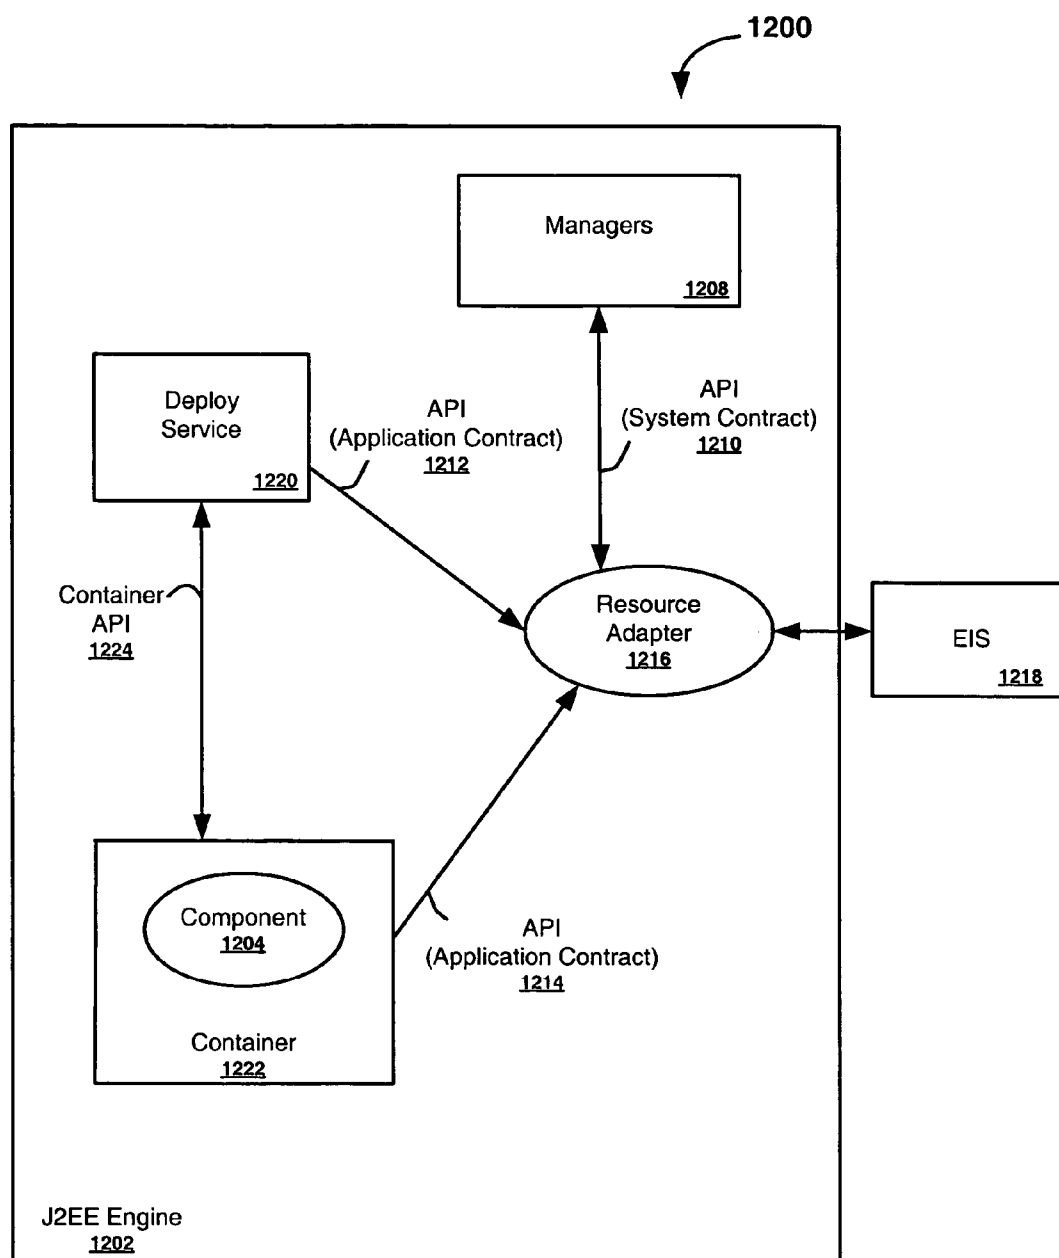 1200
Managers
1208
Deploy
Service
1220
API
(Application Contract)
1212
API
(System Contract)
1210
Container
API
1224
Resource
Adapter
1216
EIS
1218
Component
1204
API
(Application Contract)
1214
Container
1222
J2EE Engine
1202